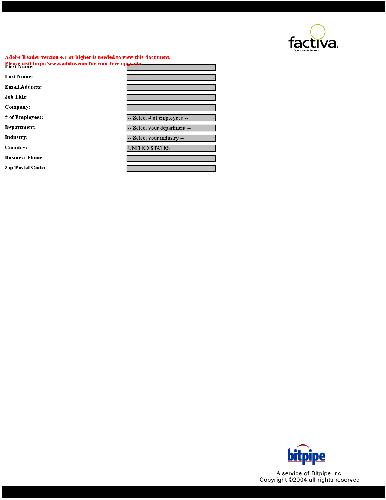 factiva.
Adobe Reader version 6.1 or higher is needed to view this document.
Please visit http://www.adobe.com for your free upgrade.
First Name:
Last Name:
Email Address:
Job Title:
Company:
# of Employees: -- Select # of employees --
Department: -- Select your department --
Industry: -- Select your industry --
Country: UNITED STATES
Business Phone:
Zip/Postal Code:
bitpipe
A service of Bitpipe Inc
Copyright ©2004 all rights reserved